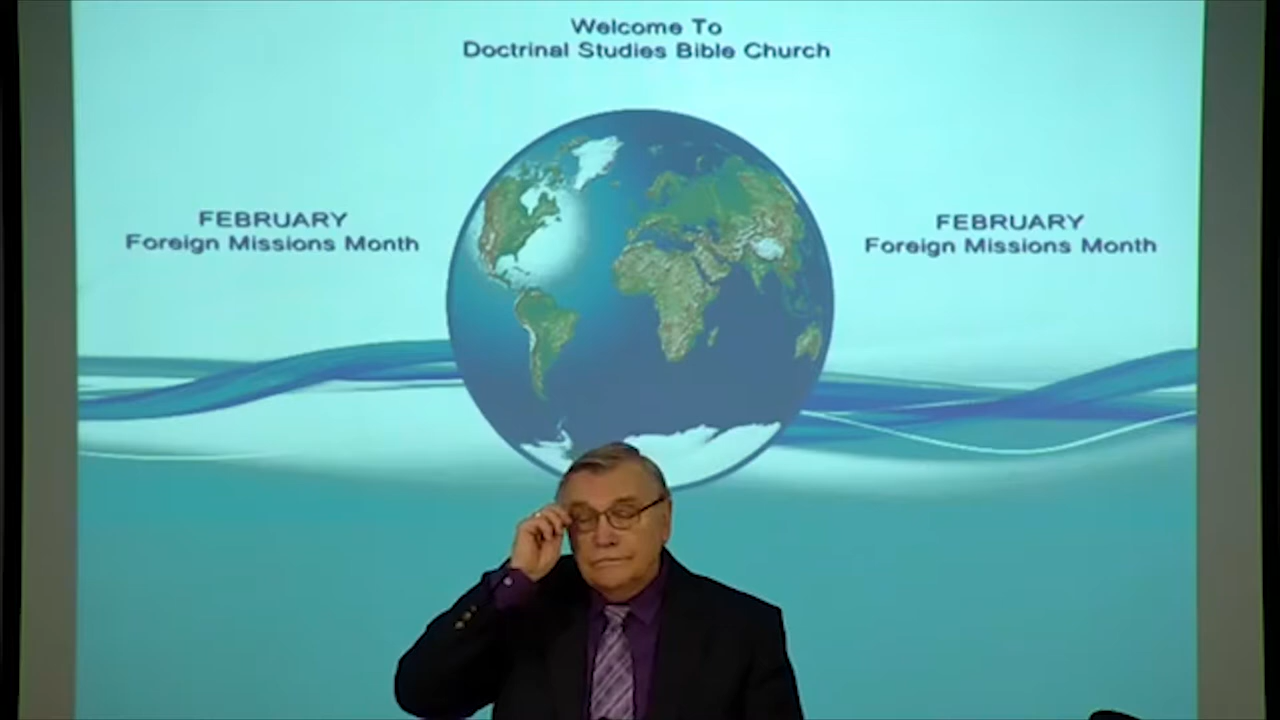 Welcome To
Doctrinal Studies Bible Church
FEBRUARY
Foreign Missions Month
FEBRUARY
Foreign Missions Month